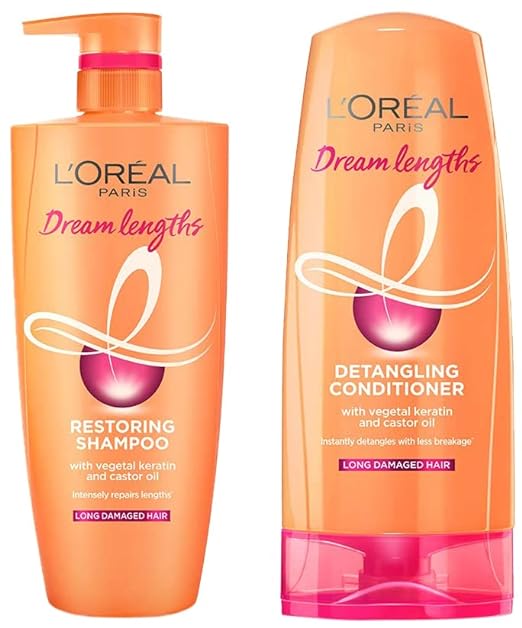 L'ORÉAL
PARiS
Dream lengths
RESTORING
SHAMPOO
with vegetal keratin
and castor oil
Intensely repairs lengths*
LONG DAMAGED HAIR
L'ORÉAL
PARiS
Dream lengths
DETANGLING
CONDITIONER
with vegetal keratin
and castor oil
Instantly detangles with less breakage*
LONG DAMAGED HAIR